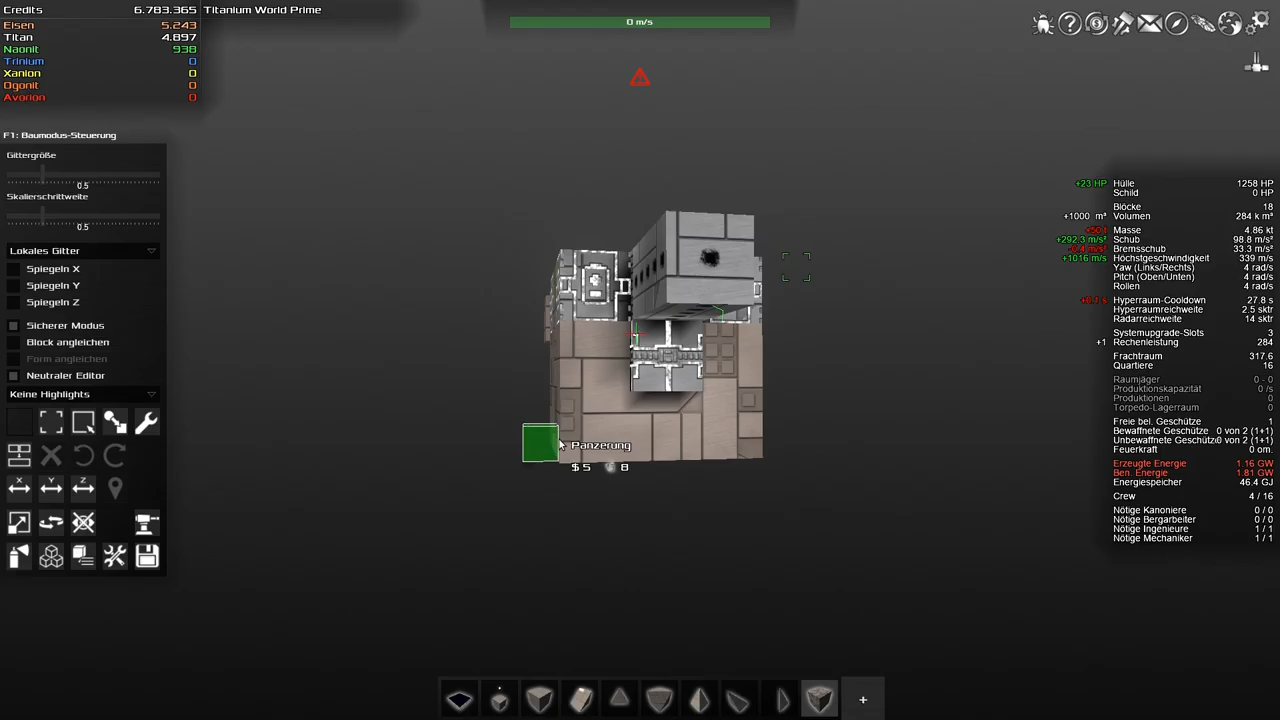 Credits 6.783.365 Titanium World Prime
Eisen 5.243
Titan 4.897
Naonit 938
Trinium 0
Xanion 0
Ogonit 0
Avorion 0
0 m/s
F1: Baumodus-Steuerung
Gittergröße
0.5
Skalierschrittweite
0.5
Lokales Gitter
Spiegeln X
Spiegeln Y
Spiegeln Z
Sicherer Modus
Block angleichen
Form angleichen
Neutraler Editor
Keine Highlights
X Y Z
Panzerung
$ 5 8
+23 HP Hülle 1258 HP
Schild 0 HP
Blöcke 18
+1000 m³ Volumen 284 k m³
+50 t Masse 4.86 kt
+292.3 m/s² Schub 98.8 m/s²
-0.4 m/s² Bremsschub 33.3 m/s²
+1016 m/s Höchstgeschwindigkeit 339 m/s
Yaw (Links/Rechts) 4 rad/s
Pitch (Oben/Unten) 4 rad/s
Rollen 4 rad/s
+0.1 s Hyperraum-Cooldown 27.8 s
Hyperraumreichweite 2.5 sktr
Radarreichweite 14 sktr
Systemupgrade-Slots 3
+1 Rechenleistung 284
Frachtraum 317.6
Quartiere 16
Raumjäger 0 - 0
Produktionskapazität 0 /s
Produktionen 0
Torpedo-Lagerraum 0
Freie bel. Geschütze 1
Bewaffnete Geschütze 0 von 2 (1+1)
Unbewaffnete Geschütze 0 von 2 (1+1)
Feuerkraft 0 om.
Erzeugte Energie 1.16 GW
Ben. Energie 1.81 GW
Energiespeicher 46.4 GJ
Crew 4 / 16
Nötige Kanoniere 0 / 0
Nötige Bergarbeiter 0 / 0
Nötige Ingenieure 1 / 1
Nötige Mechaniker 1 / 1
+